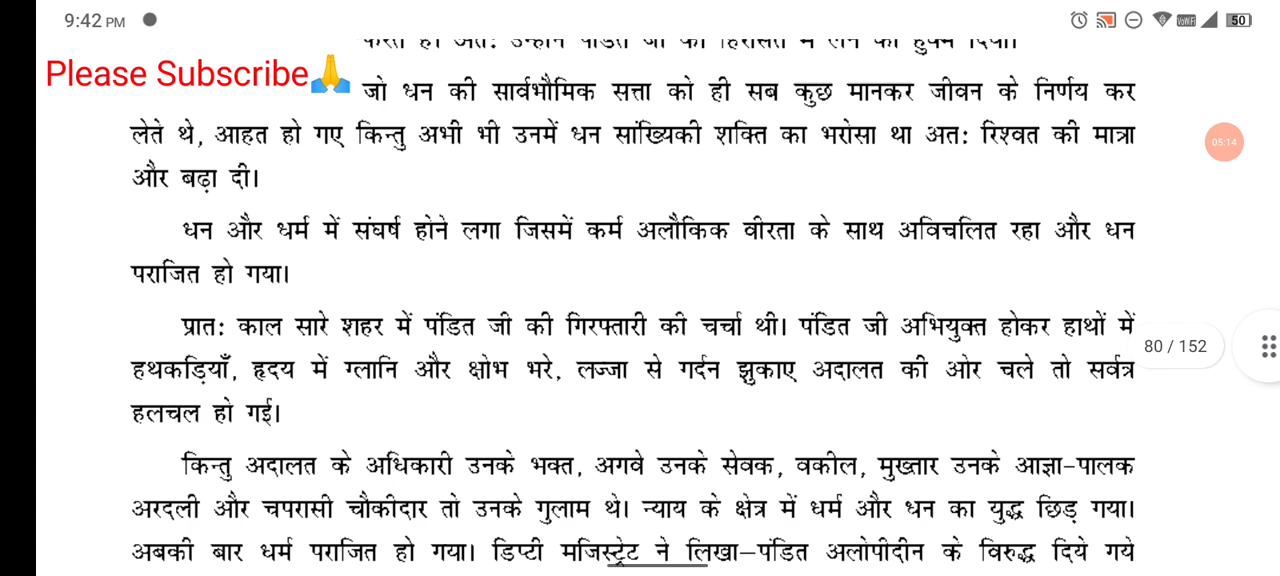 9:42 PM
50
Please Subscribe🙏
जो धन की सार्वभौमिक सत्ता को ही सब कुछ मानकर जीवन के निर्णय कर
05:14
लेते थे, आहत हो गए किन्तु अभी भी उनमें धन सांख्यिकी शक्ति का भरोसा था अत: रिश्वत की मात्रा
और बढ़ा दी।
धन और धर्म में संघर्ष होने लगा जिसमें कर्म अलौकिक वीरता के साथ अविचलित रहा और धन
पराजित हो गया।
प्रात: काल सारे शहर में पंडित जी की गिरफ्तारी की चर्चा थी। पंडित जी अभियुक्त होकर हाथों में
80 / 152
हथकड़ियाँ, हृदय में ग्लानि और क्षोभ भरे, लज्जा से गर्दन झुकाए अदालत की ओर चले तो सर्वत्र
हलचल हो गई।
किन्तु अदालत के अधिकारी उनके भक्त, अगवे उनके सेवक, वकील, मुख्तार उनके आज्ञा-पालक
अरदली और चपरासी चौकीदार तो उनके गुलाम थे। न्याय के क्षेत्र में धर्म और धन का युद्ध छिड़ गया।
अबकी बार धर्म पराजित हो गया। डिप्टी मजिस्ट्रेट ने लिखा–पंडित अलोपीदीन के विरुद्ध दिये गये